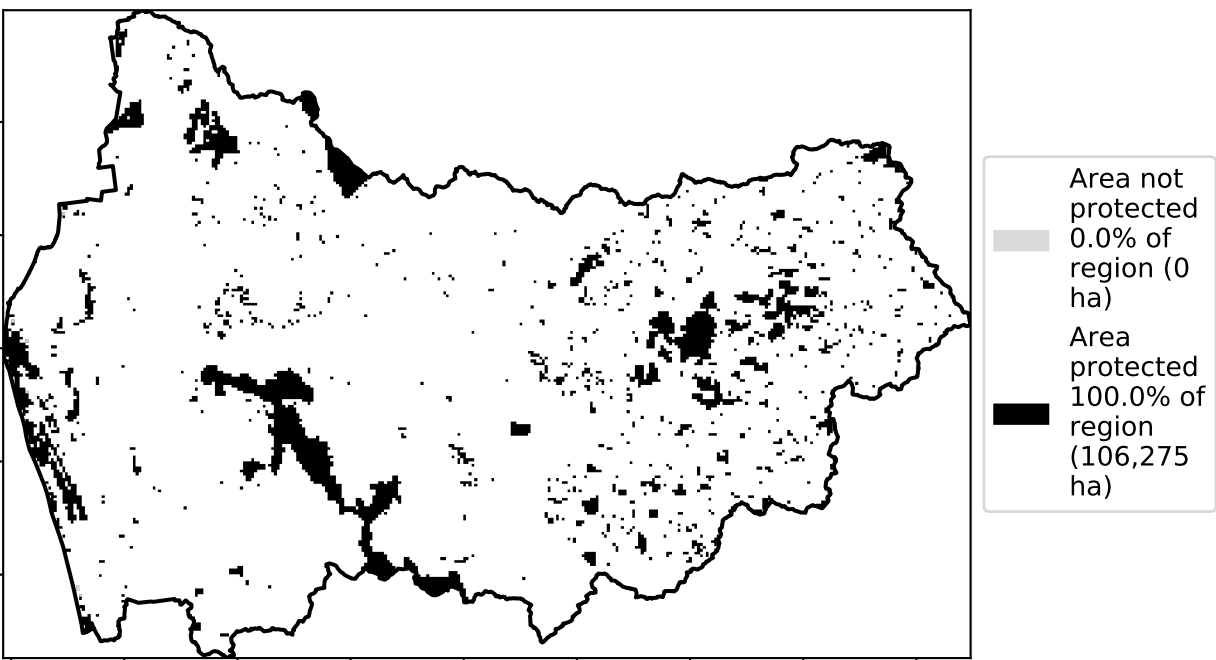 Area not
protected
0.0% of
region (0
ha)
Area
protected
100.0% of
region
(106,275
ha)